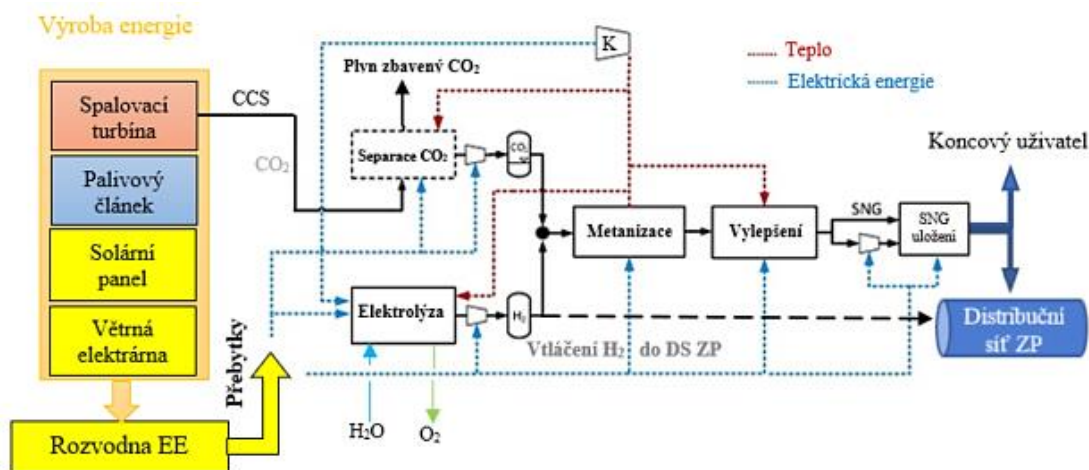 Výroba energie
Spalovací
turbína
Palivový
článek
Solární
panel
Větrná
elektrárna
Rozvodna EE
Přebytky
CCS
CO2
Plyn zbavený CO2
Separace CO2
CO2
K
Teplo
Elektrická energie
Metanizace
Vylepšení
SNG
SNG
uložení
Koncový uživatel
Elektrolýza
H2
Vtláčení H2 do DS ZP
Distribuční
síť ZP
H2O
O2